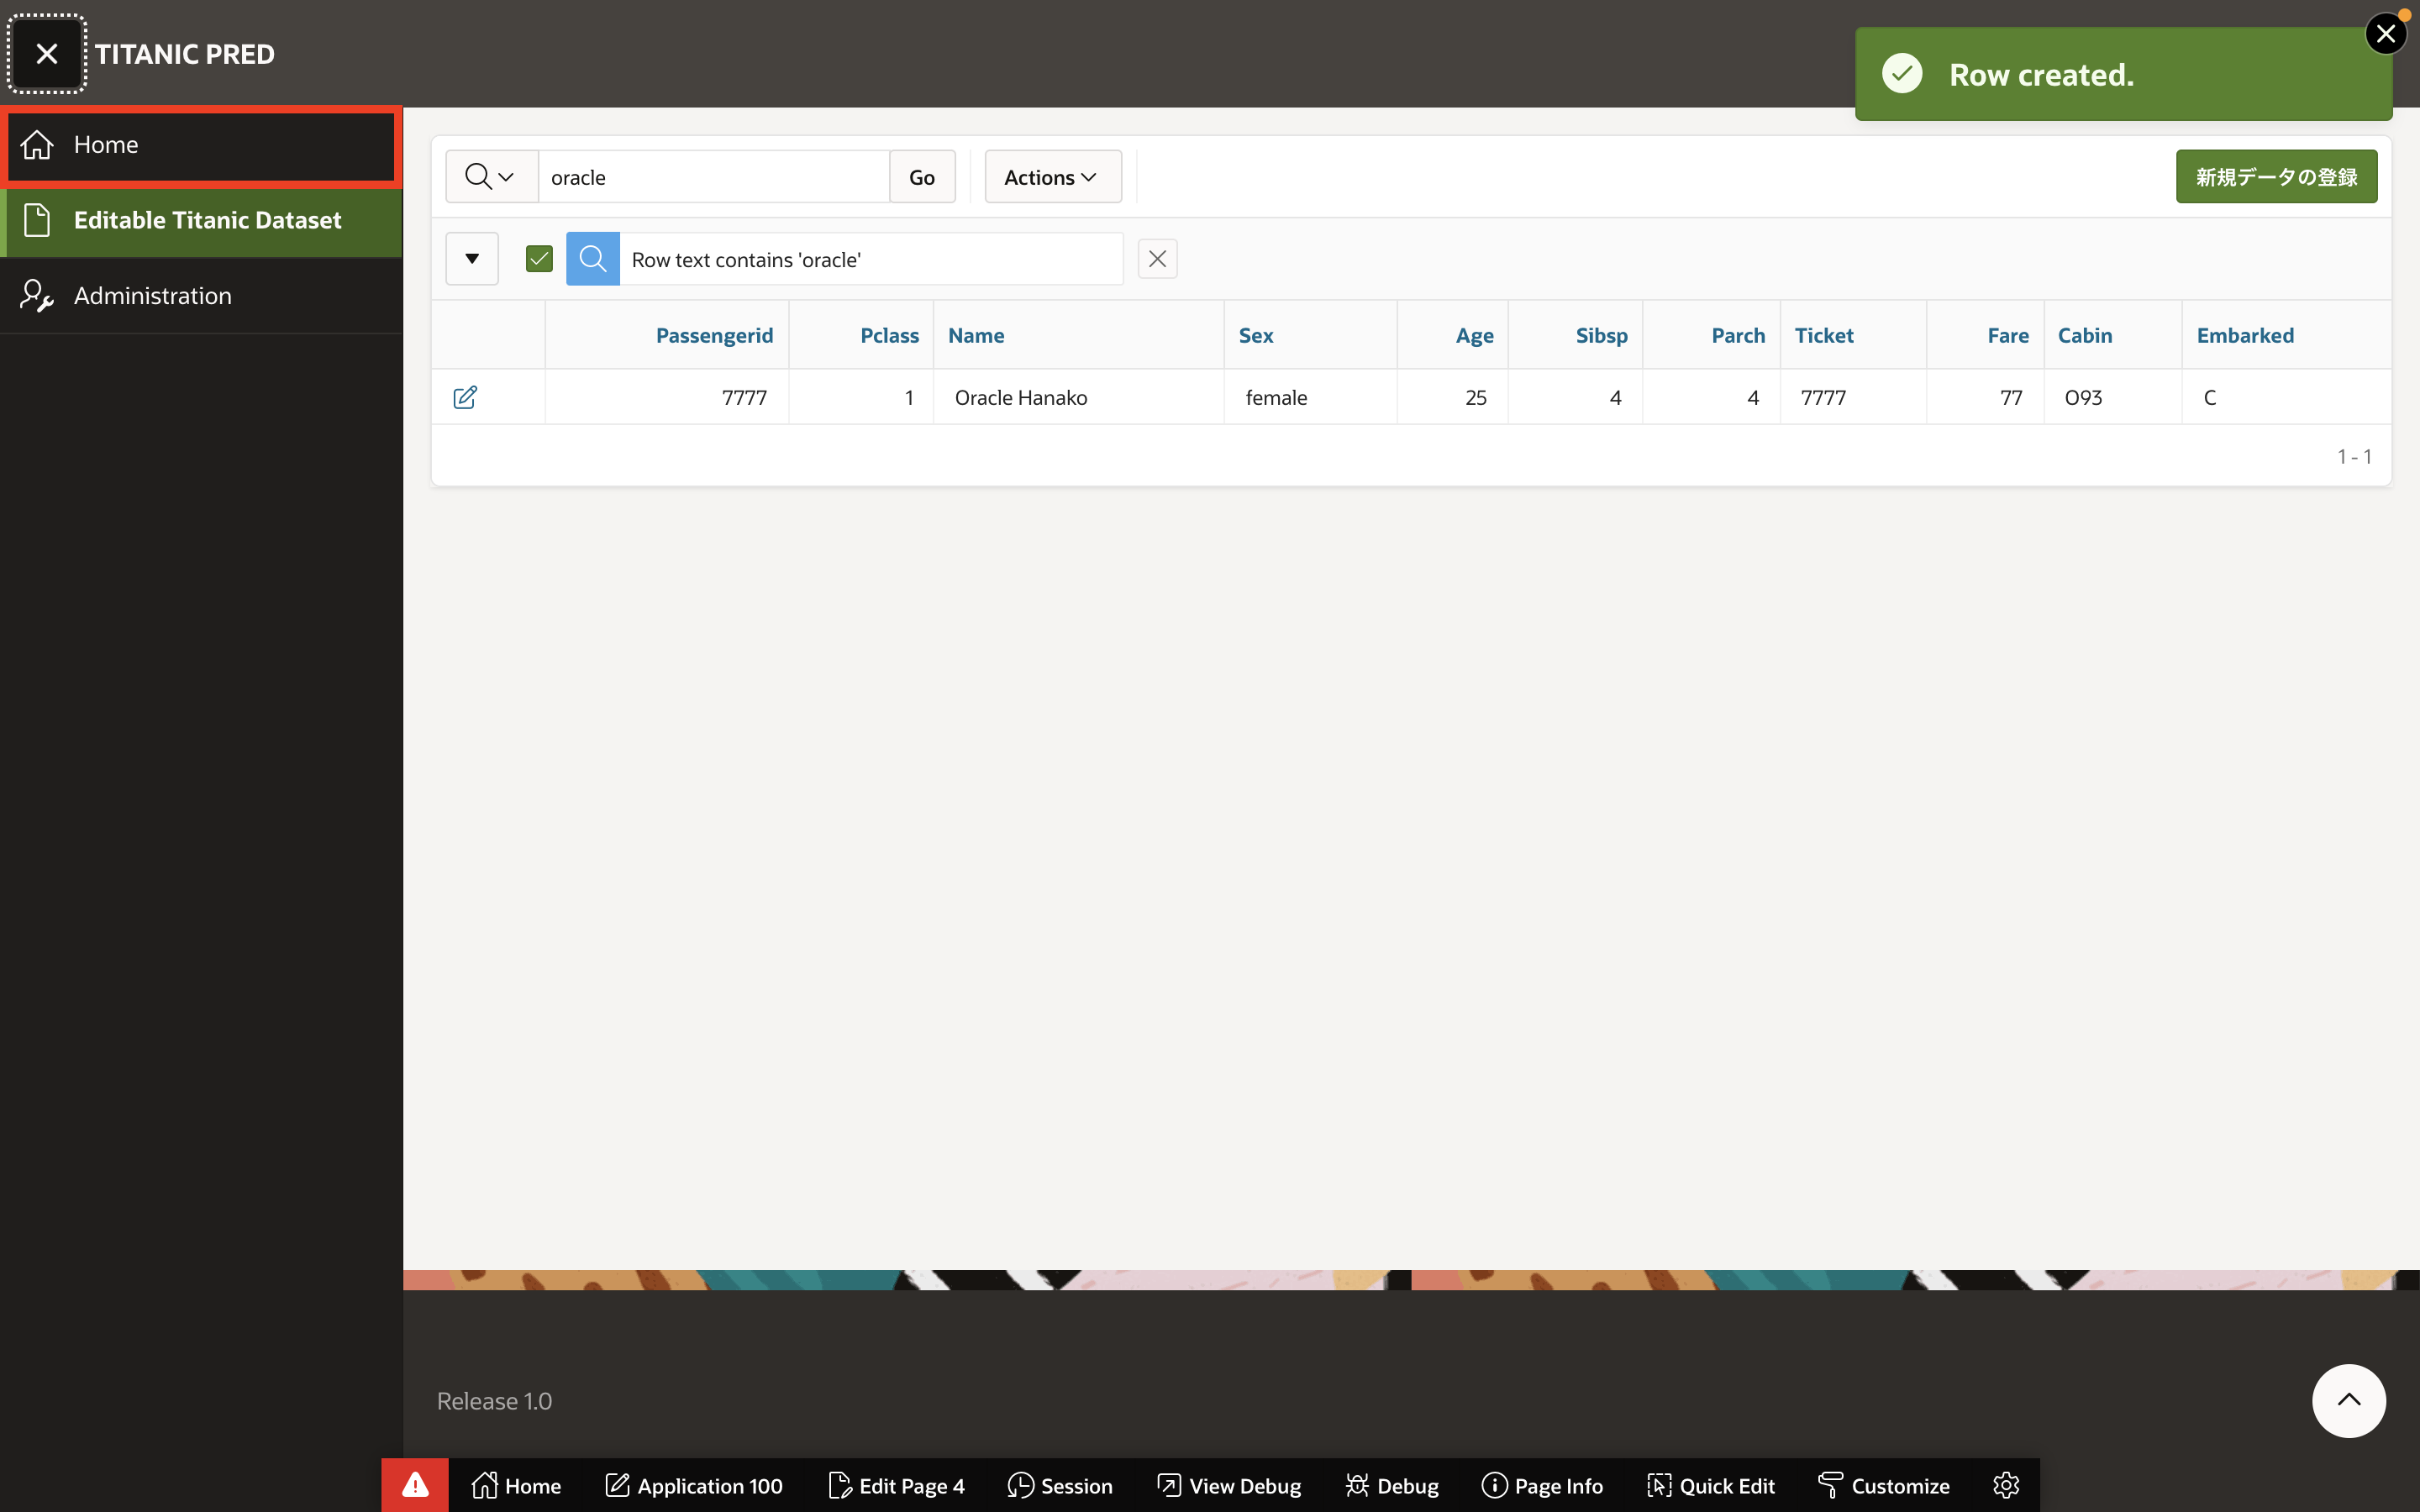 TITANIC PRED
Row created.
Home
Editable Titanic Dataset
Administration
oracle
Go
Actions
新規データの登録
Row text contains 'oracle'
Passengerid Pclass Name Sex Age Sibsp Parch Ticket Fare Cabin Embarked
7777 1 Oracle Hanako female 25 4 4 7777 77 O93 C
1 - 1
Release 1.0
Home Application 100 Edit Page 4 Session View Debug Debug Page Info Quick Edit Customize